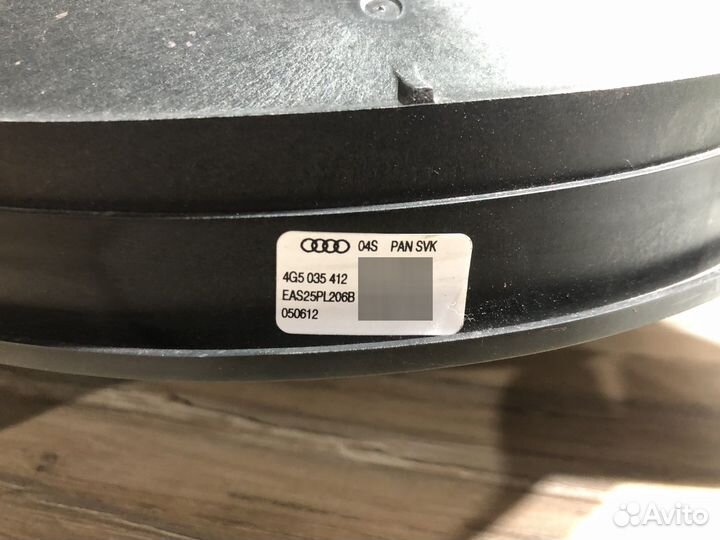 04S PAN SVK
4G5 035 412
EAS25PL206B
050612
Avito